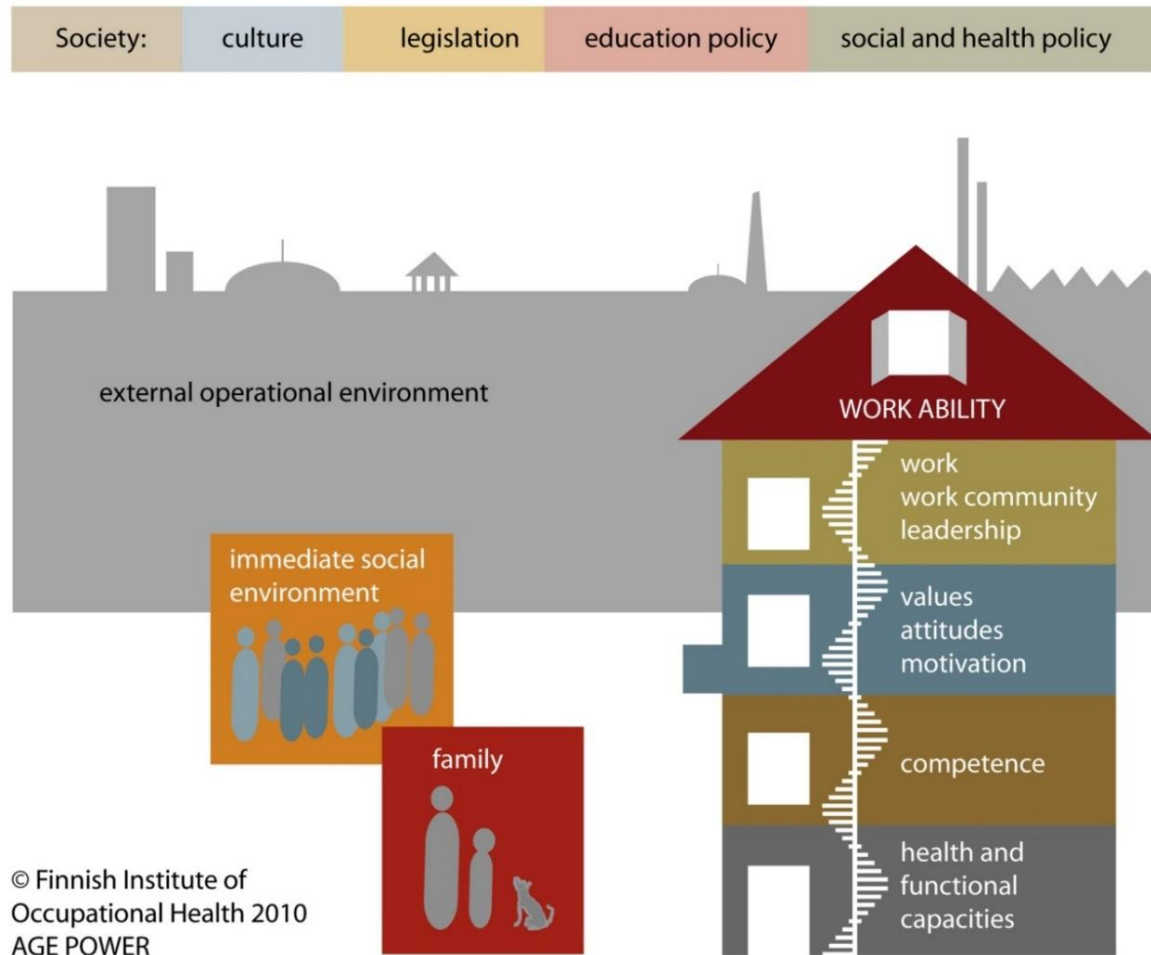 Society: culture legislation education policy social and health policy
external operational environment
WORK ABILITY
work
work community
leadership
immediate social
environment
values
attitudes
motivation
family
competence
health and
functional
capacities
© Finnish Institute of
Occupational Health 2010
AGE POWER